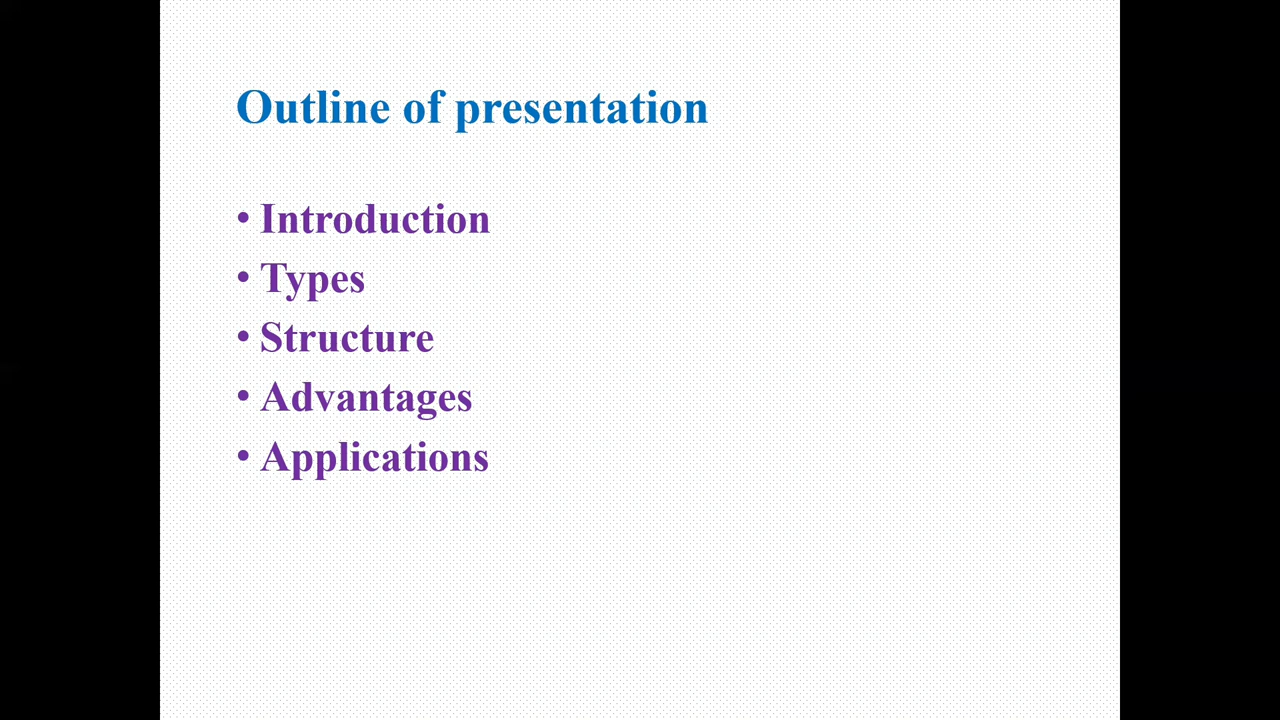 Outline of presentation
• Introduction
• Types
• Structure
• Advantages
• Applications